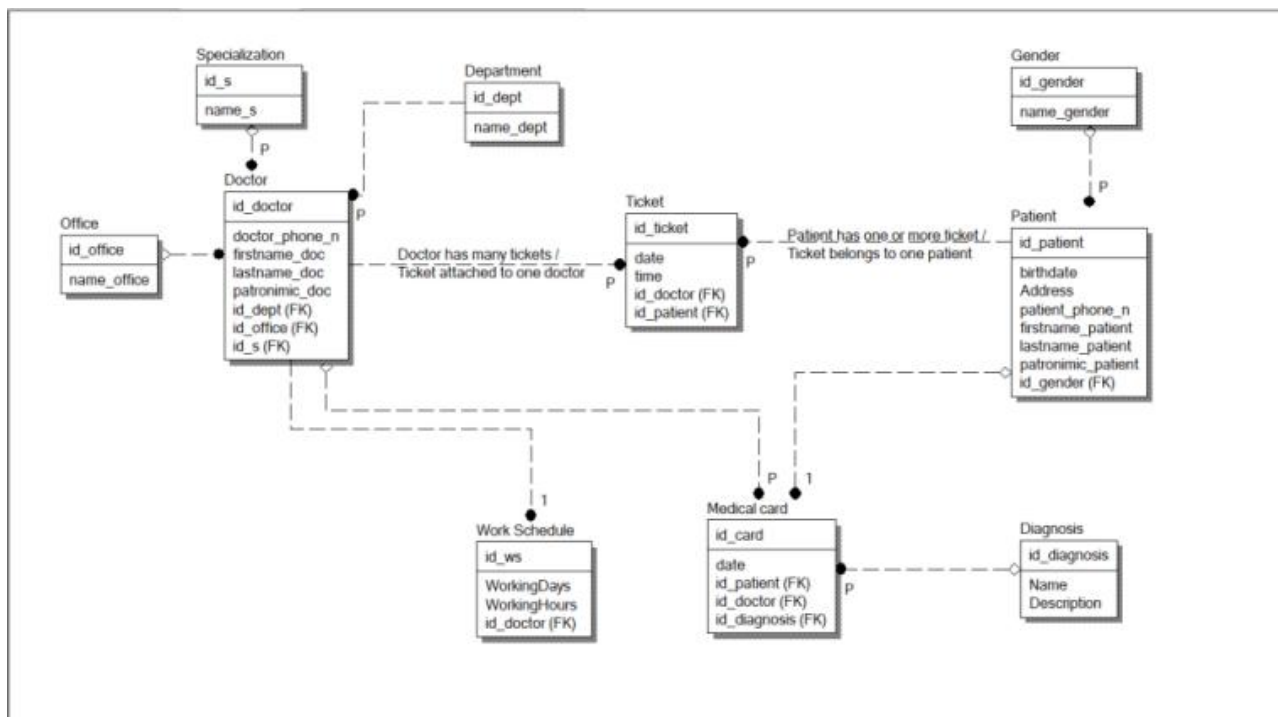 Specialization
id_s
name_s
P
Department
id_dept
name_dept
P
Gender
id_gender
name_gender
P
Office
id_office
name_office
Doctor
id_doctor
doctor_phone_n
firstname_doc
lastname_doc
patronimic_doc
id_dept (FK)
id_office (FK)
id_s (FK)
Doctor has many tickets /
Ticket attached to one doctor
P
Ticket
id_ticket
date
time
id_doctor (FK)
id_patient (FK)
P
Patient has one or more ticket /
Ticket belongs to one patient
Patient
id_patient
birthdate
Address
patient_phone_n
firstname_patient
lastname_patient
patronimic_patient
id_gender (FK)
1
Work Schedule
id_ws
WorkingDays
WorkingHours
id_doctor (FK)
P
1
Medical card
id_card
date
id_patient (FK)
id_doctor (FK)
id_diagnosis (FK)
P
Diagnosis
id_diagnosis
Name
Description